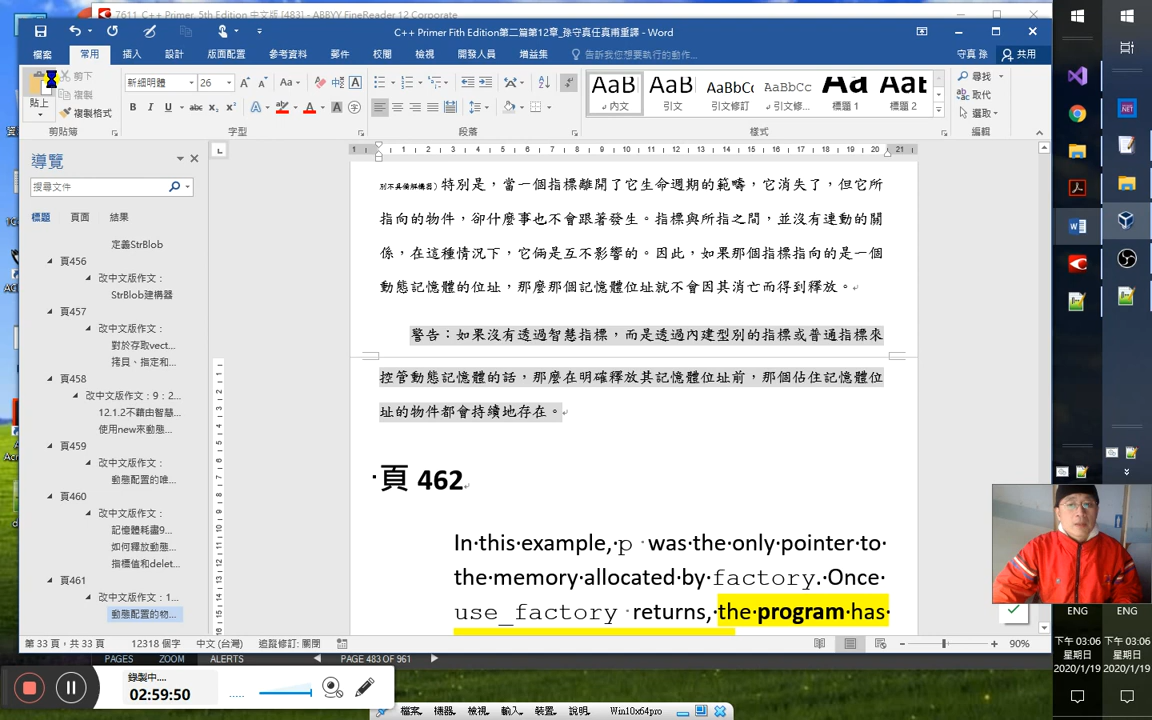 7611 C++ Primer, 5th Edition 中文版 (483) - ABBYY FineReader 12 Corporate
C++ Primer Fifth Edition第二篇第12章_孫守真任真甫重譯 - Word
檔案 常用 插入 設計 版面配置 參考資料 郵件 校閱 檢視 開發人員 增益集 告訴我您想要執行的動作... 守真 孫 共用
剪下
複製
貼上 複製格式
新細明體 26
剪貼簿 字型 段落 樣式 編輯
AaB AaB AaBbCc AaBbCc Aa AaB
內文 引文 引文修訂 引文修... 標題 1 標題 2
尋找
取代
選取
導覽
搜尋文件
標題 頁面 結果
定義StrBlob
頁456
改中文版作文：
StrBlob建構器
頁457
改中文版作文：
對於存取vect...
拷貝、指定和...
頁458
改中文版作文：9：2...
12.1.2不藉由智慧...
使用new來動態...
頁459
改中文版作文：
動態配置的唯...
頁460
改中文版作文：
記憶體耗盡9...
如何釋放動態...
指標值和delet...
頁461
改中文版作文：1...
動態配置的物...
別不具備解構器）特別是，當一個指標離開了它生命週期的範疇，它消失了，但它所
指向的物件，卻什麼事也不會跟著發生。指標與所指之間，並沒有連動的關
係，在這種情況下，它倆是互不影響的。因此，如果那個指標指向的是一個
動態記憶體的位址，那麼那個記憶體位址就不會因其消亡而得到釋放。
警告：如果沒有透過智慧指標，而是透過內建型別的指標或普通指標來
控管動態記憶體的話，那麼在明確釋放其記憶體位址前，那個佔住記憶體位
址的物件都會持續地存在。
頁 462
In this example, p was the only pointer to
the memory allocated by factory. Once
use_factory returns, the program has
第 33 頁，共 33 頁 12318 個字 中文 (台灣) 追蹤修訂: 關閉 90%
PAGES ZOOM ALERTS PAGE 483 OF 961
錄製中....
02:59:50
檔案 機器 檢視 輸入 裝置 說明 Win10x64pro
ENG ENG
下午 03:06 下午 03:06
星期日 星期日
2020/1/19 2020/1/19